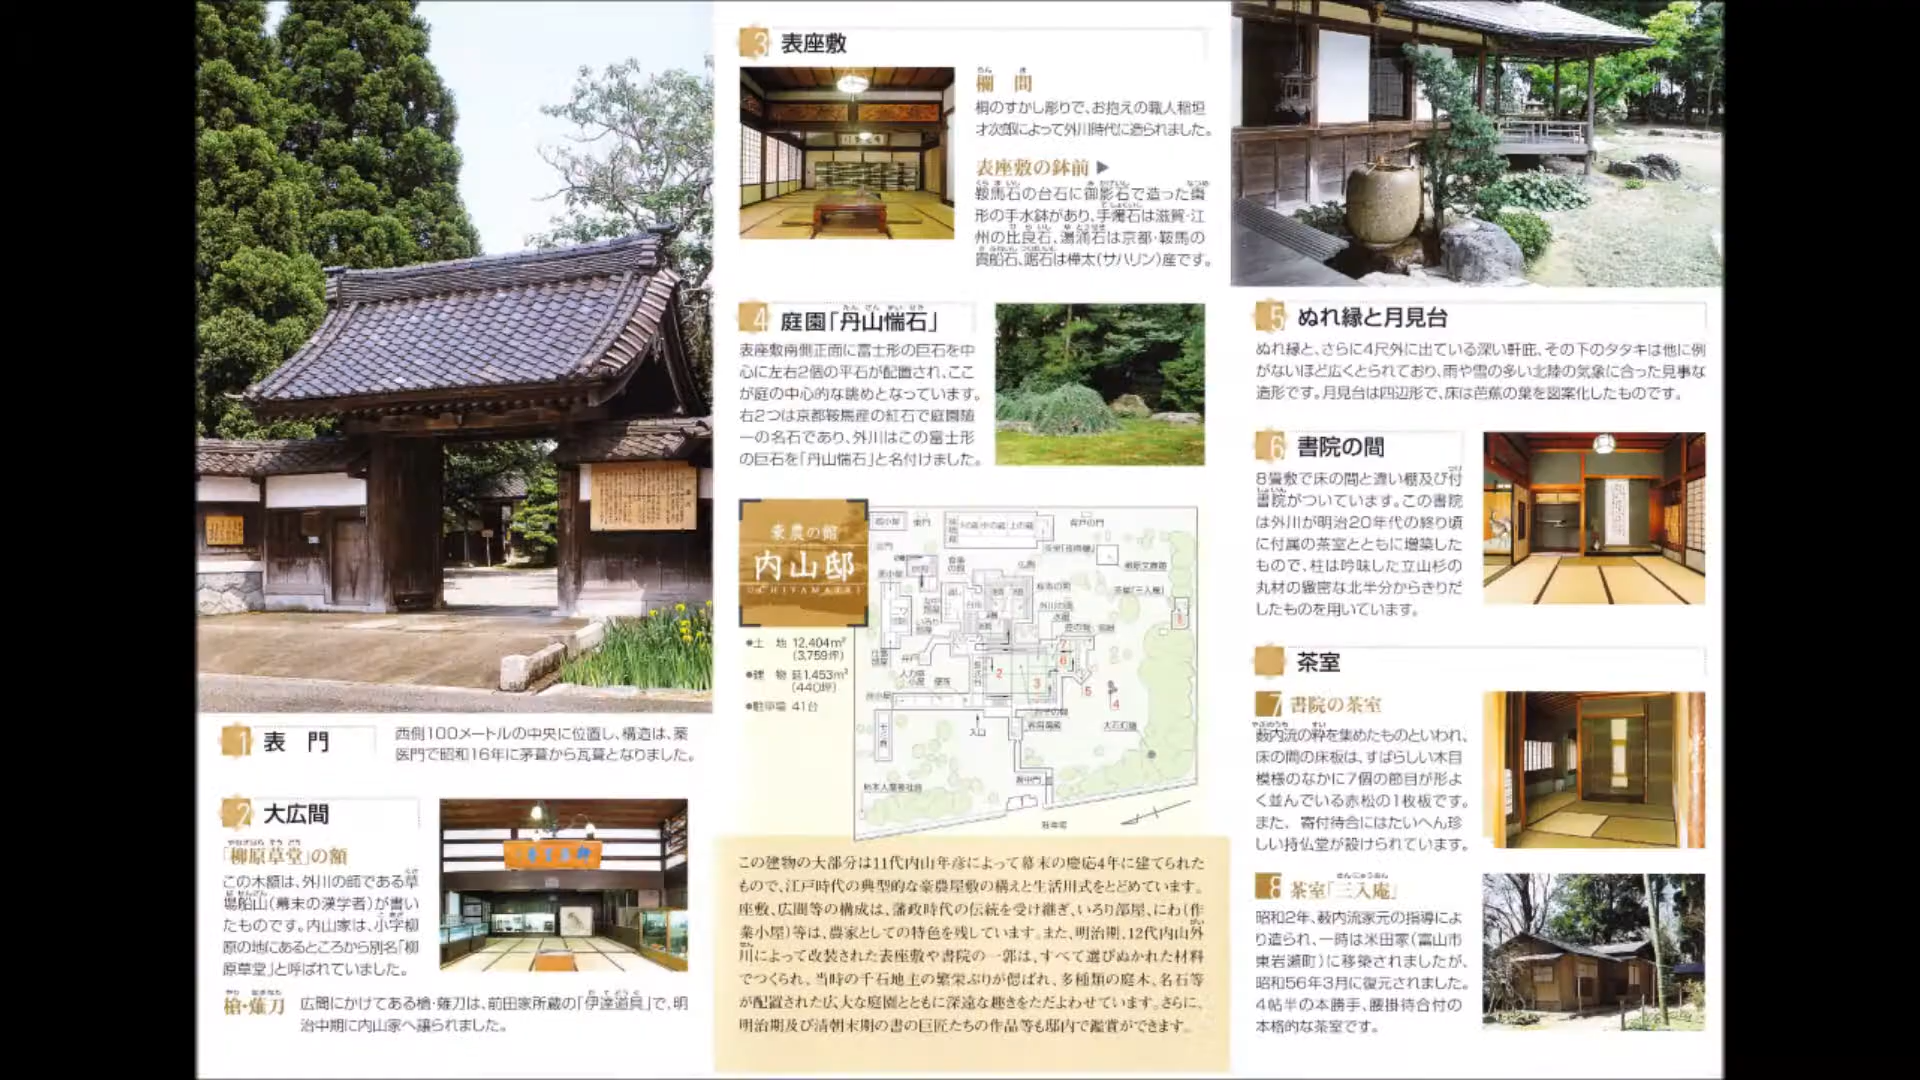 1 表 門
西側100メートルの中央に位置し、構造は、薬
医門で昭和16年に茅葺から瓦葺となりました。
2 大広間
「柳原草堂」の額
この木額は、外川の師である草
場船山(幕末の漢学者)が書い
たものです。内山家は、小字柳
原の地にあるところから別名「柳
原草堂」と呼ばれていました。
槍・薙刀
広間にかけてある槍・薙刀は、前田家所蔵の「伊達道具」で、明
治中期に内山家へ譲られました。
3 表座敷
欄 間
桐のすかし彫りで、お抱えの職人稲垣
才次郎によって外川時代に造られました。
表座敷の鉢前▶
鞍馬石の台石に御影石で造った棗
形の手水鉢があり、手燭石は滋賀・江
州の比良石、湯涌石は京都・鞍馬の
貴船石、踞石は樺太(サハリン)産です。
4 庭園「丹山惴石」
表座敷南側正面に富士形の巨石を中
心に左右2個の平石が配置され、ここ
が庭の中心的な眺めとなっています。
右2つは京都鞍馬産の紅石で庭園随
一の名石であり、外川はこの富士形
の巨石を「丹山惴石」と名付けました。
豪農の館
内山邸
UCHIYAMATEI
●土 地 12,404m²
(3,759坪)
●建 物 延1,453m²
(440坪)
●駐車場 41台
この建物の大部分は11代内山年彦によって幕末の慶応4年に建てられた
もので、江戸時代の典型的な豪農屋敷の構えと生活用式をとどめています。
座敷、広間等の構成は、藩政時代の伝統を受け継ぎ、いろり部屋、にわ(作
業小屋)等は、農家としての特色を残しています。また、明治期、12代内山外
川によって改装された表座敷や書院の一郭は、すべて選びぬかれた材料
でつくられ、当時の千石地主の繁栄ぶりが偲ばれ、多種類の庭木、名石等
が配置された広大な庭園とともに深遠な趣きをただよわせています。さらに、
明治期及び清朝末期の書の巨匠たちの作品等も邸内で鑑賞ができます。
5 ぬれ縁と月見台
ぬれ縁と、さらに4尺外に出ている深い軒庇、その下のタタキは他に例
がないほど広くとられており、雨や雪の多い北陸の気象に合った見事な
造形です。月見台は四辺形で、床は芭蕉の葉を図案化したものです。
6 書院の間
8畳敷で床の間と違い棚及び付
書院がついています。この書院
は外川が明治20年代の終り頃
に付属の茶室とともに増築した
もので、柱は吟味した立山杉の
丸材の緻密な北半分からきりだ
したものを用いています。
茶室
7 書院の茶室
薮内流の粋を集めたものといわれ、
床の間の床板は、すばらしい木目
模様のなかに7個の節目が形よ
く並んでいる赤松の1枚板です。
また、寄付待合にはたいへん珍
しい持仏堂が設けられています。
8 茶室「三入庵」
昭和2年、薮内流家元の指導によ
り造られ、一時は米田家(富山市
東岩瀬町)に移築されましたが、
昭和56年3月に復元されました。
4帖半の本勝手、腰掛待合付の
本格的な茶室です。